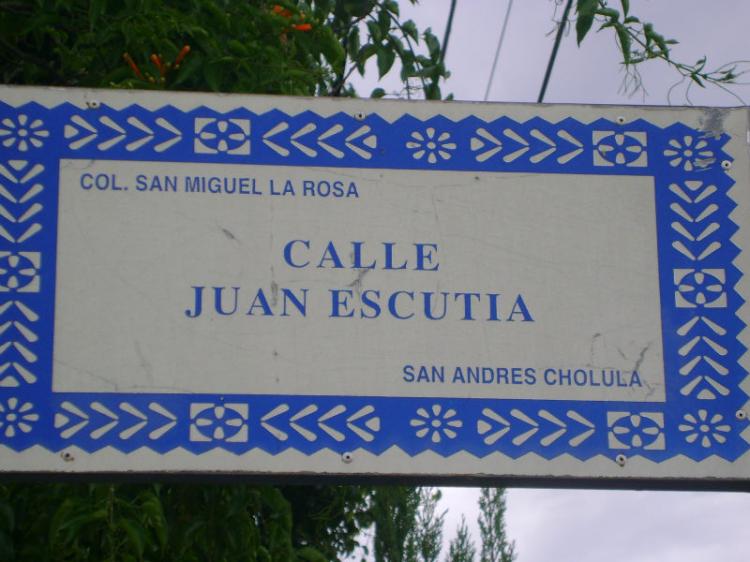 COL. SAN MIGUEL LA ROSA
CALLE
JUAN ESCUTIA
SAN ANDRES CHOLULA